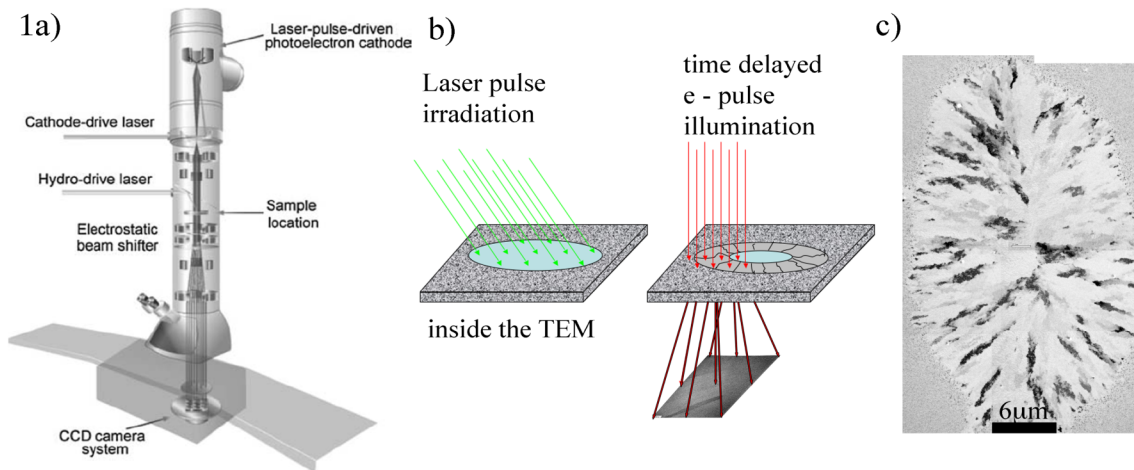 1a)
Laser-pulse-driven
photoelectron cathode
Cathode-drive laser
Hydro-drive laser
Sample
location
Electrostatic
beam shifter
CCD camera
system
b)
Laser pulse
irradiation
time delayed
e - pulse
illumination
inside the TEM
c)
6μm